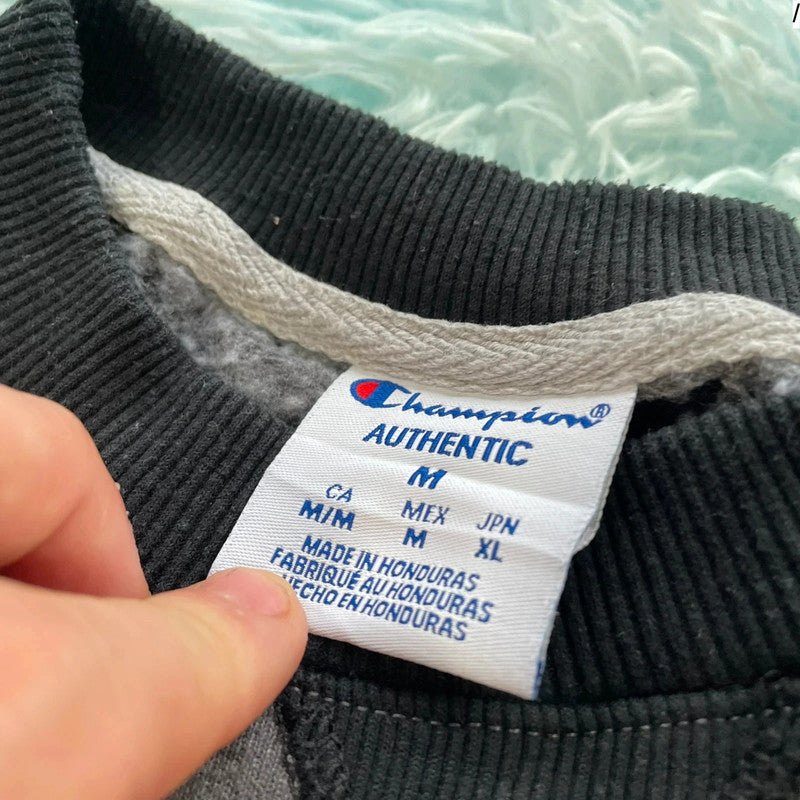 Champion®
AUTHENTIC
M
CA MEX JPN
M/M M XL
MADE IN HONDURAS
FABRIQUÉ AU HONDURAS
HECHO EN HONDURAS